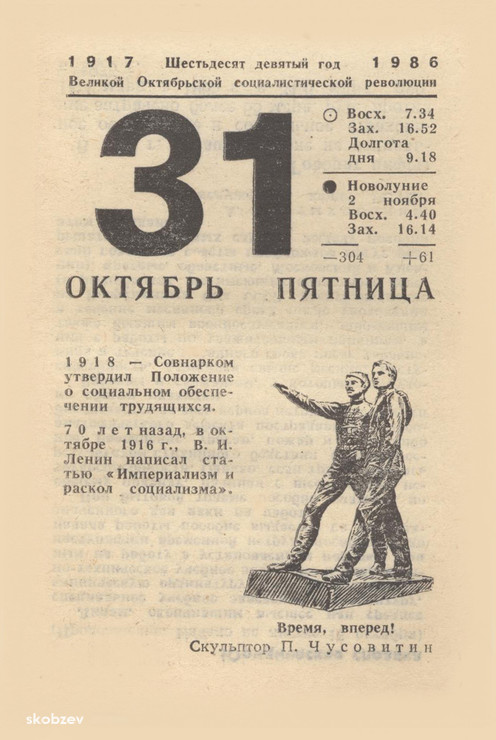 1917 Шестьдесят девятый год 1986
Великой Октябрьской социалистической революции
31
Восх. 7.34
Зах. 16.52
Долгота
дня 9.18
Новолуние
2 ноября
Восх. 4.40
Зах. 16.14
—304 +61
ОКТЯБРЬ ПЯТНИЦА
1918 — Совнарком
утвердил Положение
о социальном обеспе-
чении трудящихся.
70 лет назад, в ок-
тябре 1916 г., В. И.
Ленин написал ста-
тью «Империализм и
раскол социализма».
Время, вперед!
Скульптор П. Чусовитин
skobzev